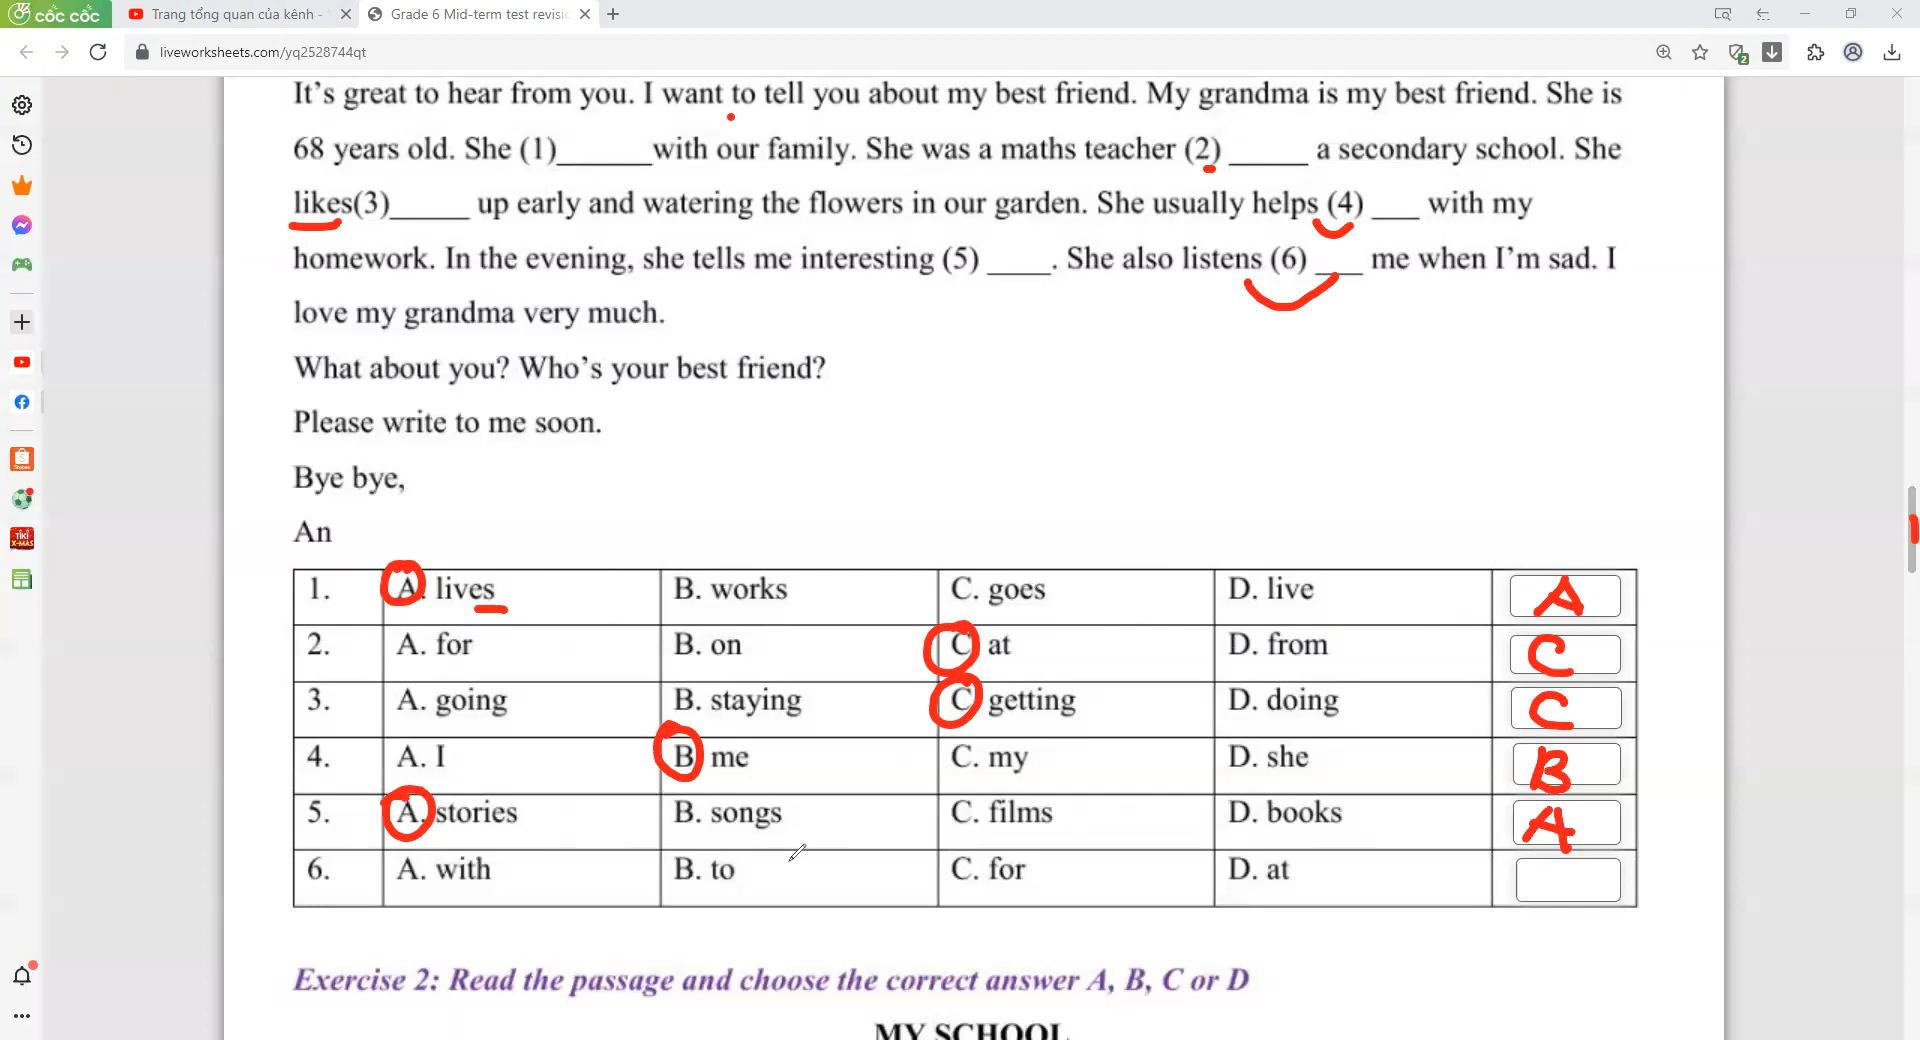 cốc cốc
Trang tổng quan của kênh -
Grade 6 Mid-term test revisi
liveworksheets.com/yq2528744qt
2
It's great to hear from you. I want to tell you about my best friend. My grandma is my best friend. She is
68 years old. She (1)______with our family. She was a maths teacher (2) _____ a secondary school. She
likes(3)_____ up early and watering the flowers in our garden. She usually helps (4) ___ with my
homework. In the evening, she tells me interesting (5) ____. She also listens (6) ___ me when I'm sad. I
love my grandma very much.
What about you? Who's your best friend?
Please write to me soon.
Bye bye,
An
1. A. lives B. works C. goes D. live A
2. A. for B. on C. at D. from C
3. A. going B. staying C. getting D. doing C
4. A. I B. me C. my D. she B
5. A. stories B. songs C. films D. books A
6. A. with B. to C. for D. at
Exercise 2: Read the passage and choose the correct answer A, B, C or D
MY SCHOOL
Shopee
TIKI
X-MAS